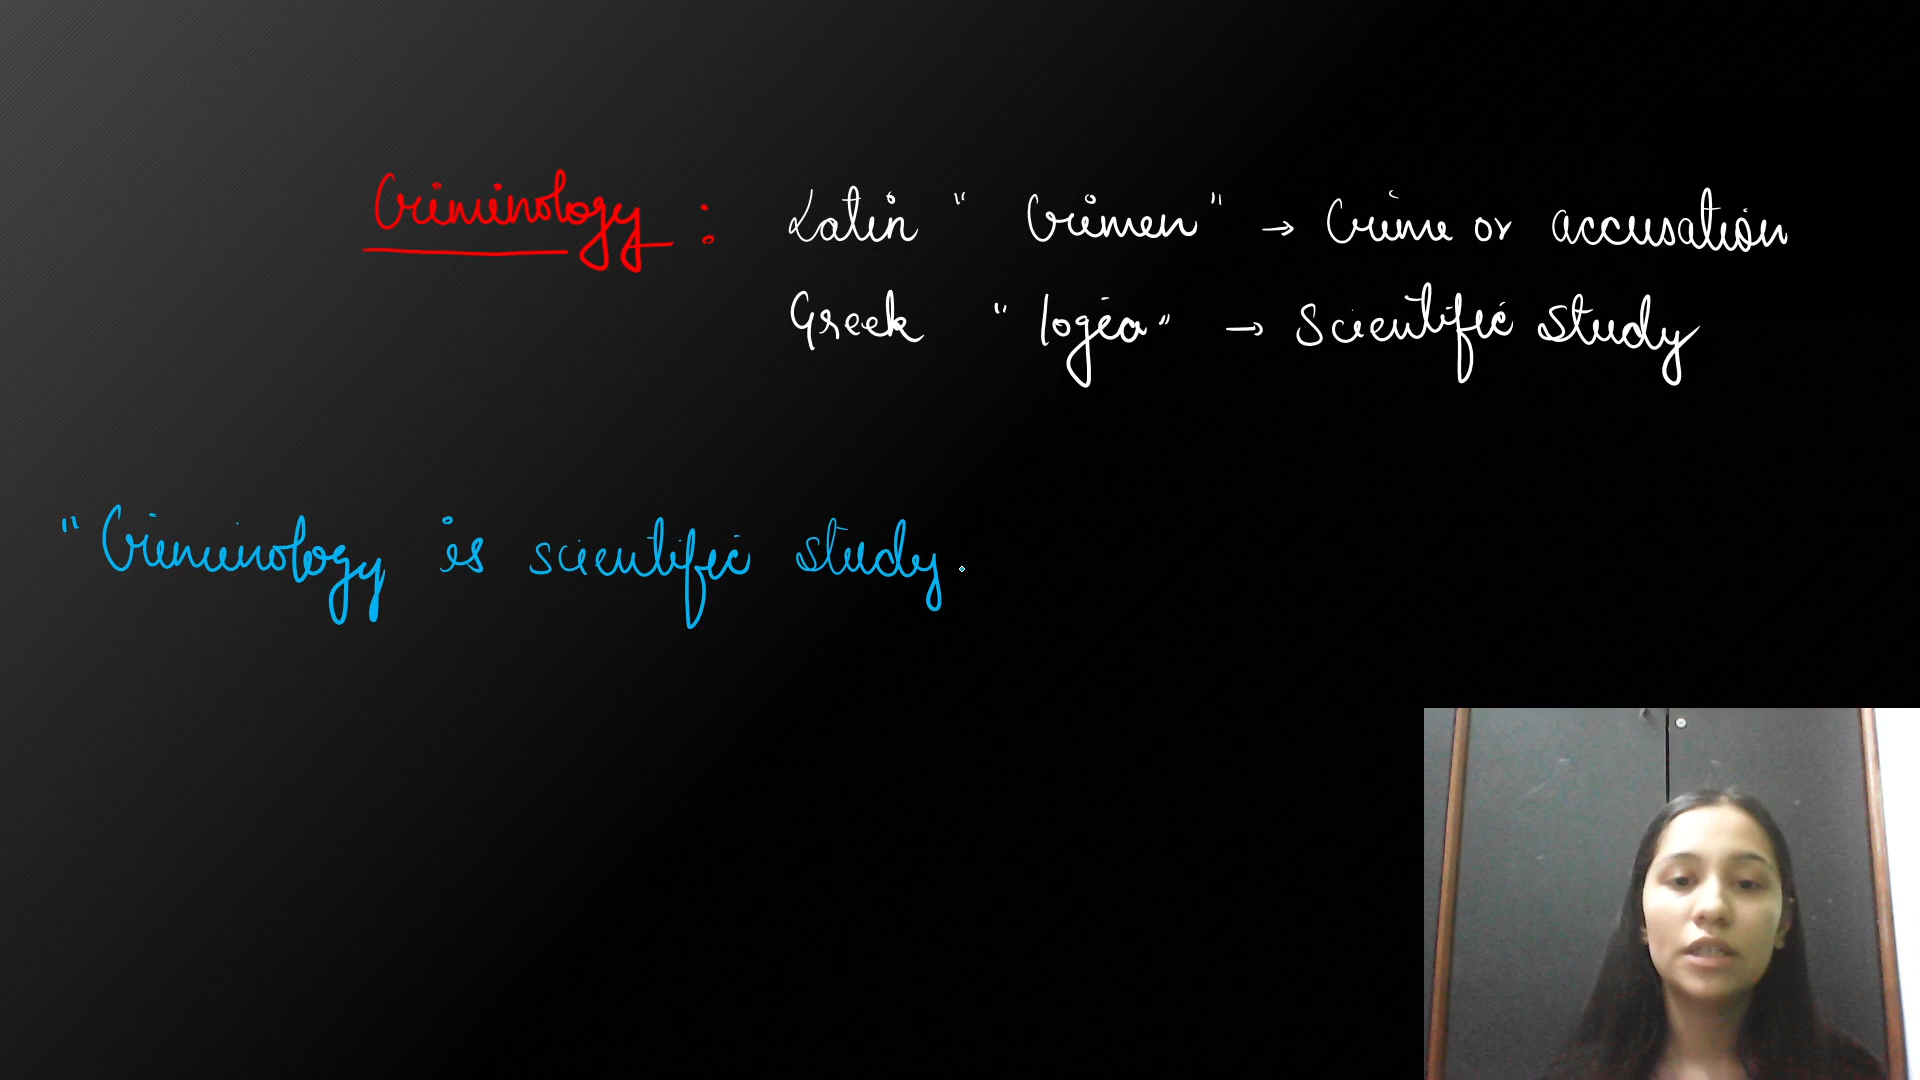 Criminology : Latin " Crimen " → Crime or accusation
Greek " logia " → Scientific study
" Criminology is scientific study.